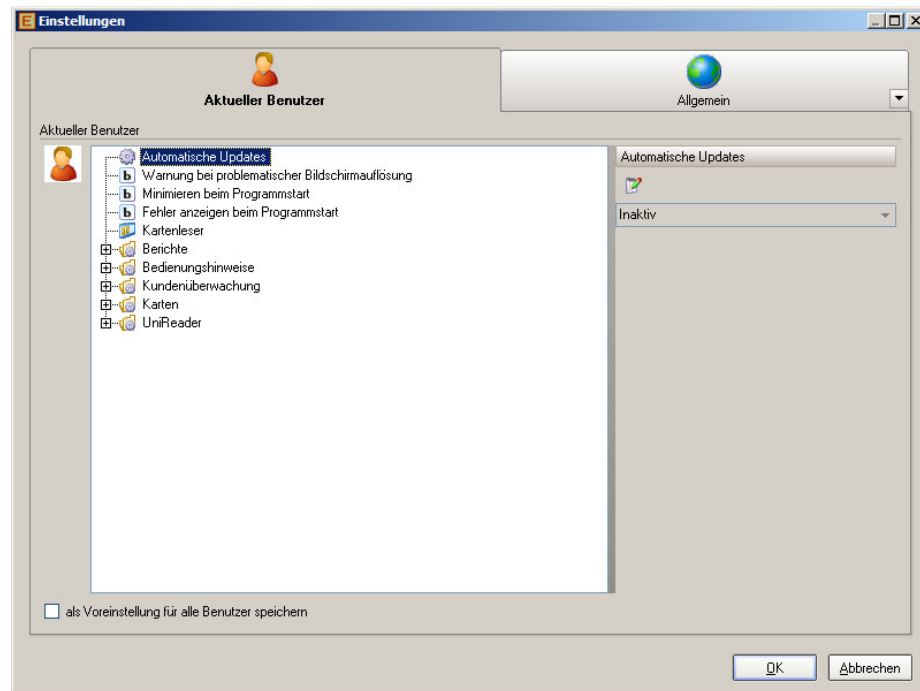 Einstellungen
Aktueller Benutzer
Allgemein
Aktueller Benutzer
Automatische Updates
Warnung bei problematischer Bildschirmauflösung
Minimieren beim Programmstart
Fehler anzeigen beim Programmstart
Kartenleser
Berichte
Bedienungshinweise
Kundenüberwachung
Karten
UniReader
Automatische Updates
Inaktiv
als Voreinstellung für alle Benutzer speichern
OK
Abbrechen